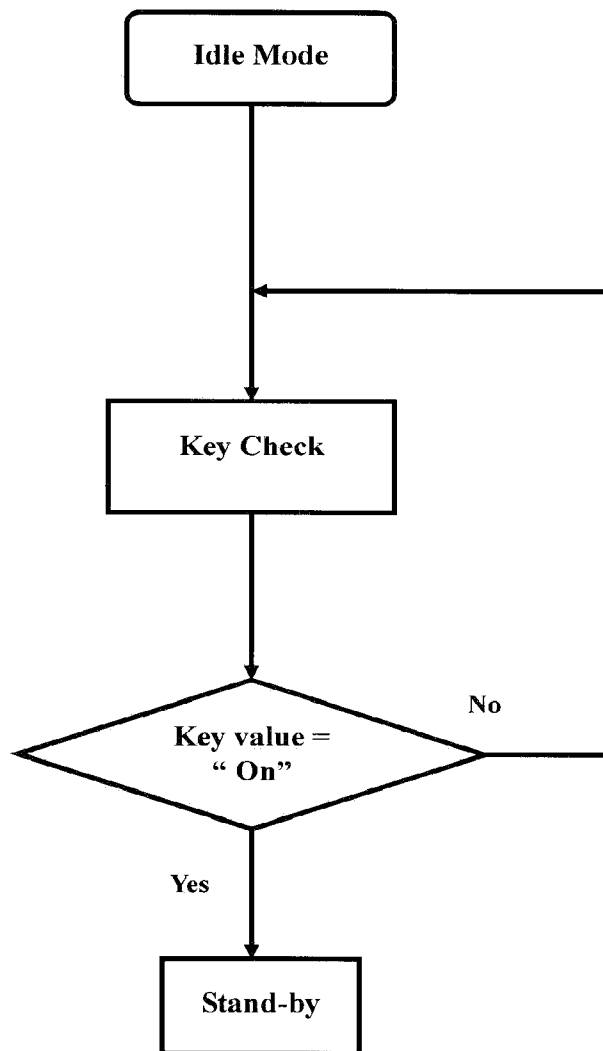 Idle Mode
Key Check
Key value =
“ On”
No
Yes
Stand-by